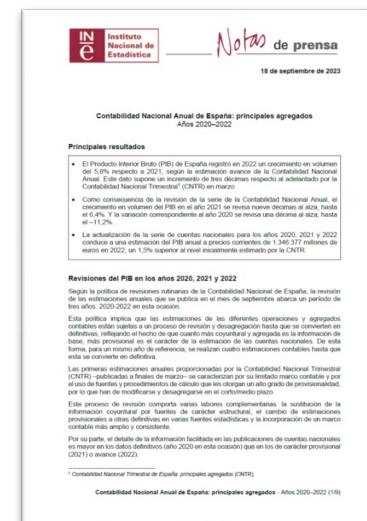 INE
Instituto
Nacional de
Estadística
Notas de prensa
18 de septiembre de 2023
Contabilidad Nacional Anual de España: principales agregados
Años 2020–2022
Principales resultados
• El Producto Interior Bruto (PIB) de España registró en 2022 un crecimiento en volumen
del 5,8% respecto a 2021, según la estimación avance de la Contabilidad Nacional
Anual. Este dato supone un incremento de tres décimas respecto al adelantado por la
Contabilidad Nacional Trimestral¹ (CNTR) en marzo.
• Como consecuencia de la revisión de la serie de la Contabilidad Nacional Anual, el
crecimiento en volumen del PIB en el año 2021 se revisa nueve décimas al alza, hasta
el 6,4%. Y la variación correspondiente al año 2020 se revisa una décima al alza, hasta
el –11,2%.
• La actualización de la serie de cuentas nacionales para los años 2020, 2021 y 2022
conduce a una estimación del PIB anual a precios corrientes de 1.346.377 millones de
euros en 2022, un 1,5% superior al nivel inicialmente estimado por la CNTR.
Revisiones del PIB en los años 2020, 2021 y 2022
Según la política de revisiones rutinarias de la Contabilidad Nacional de España, la revisión
de las estimaciones anuales que se publica en el mes de septiembre abarca un período de
tres años: 2020-2022 en esta ocasión.
Esta política implica que las estimaciones de las diferentes operaciones y agregados
contables están sujetas a un proceso de revisión y desagregación hasta que se convierten en
definitivas, reflejando el hecho de que cuanto más coyuntural y agregada es la información de
base, más provisional es el carácter de la estimación de las cuentas nacionales. De esta
forma, para un mismo año de referencia, se realizan cuatro estimaciones contables hasta que
esta se convierte en definitiva.
Las primeras estimaciones anuales proporcionadas por la Contabilidad Nacional Trimestral
(CNTR) –publicadas a finales de marzo– se caracterizan por su limitado marco contable y por
el uso de fuentes y procedimientos de cálculo que les otorgan un alto grado de provisionalidad,
por lo que han de modificarse y desagregarse en el corto/medio plazo.
Este proceso de revisión comporta varias labores complementarias: la sustitución de la
información coyuntural por fuentes de carácter estructural, el cambio de estimaciones
provisionales a otras definitivas en varias fuentes estadísticas y la incorporación de un marco
contable más amplio y consistente.
Por su parte, el detalle de la información facilitada en las publicaciones de cuentas nacionales
es mayor en los datos definitivos (año 2020 en esta ocasión) que en los de carácter provisional
(2021) o avance (2022).
¹ Contabilidad Nacional Trimestral de España: principales agregados (CNTR).
Contabilidad Nacional Anual de España: principales agregados - Años 2020–2022 (1/9)